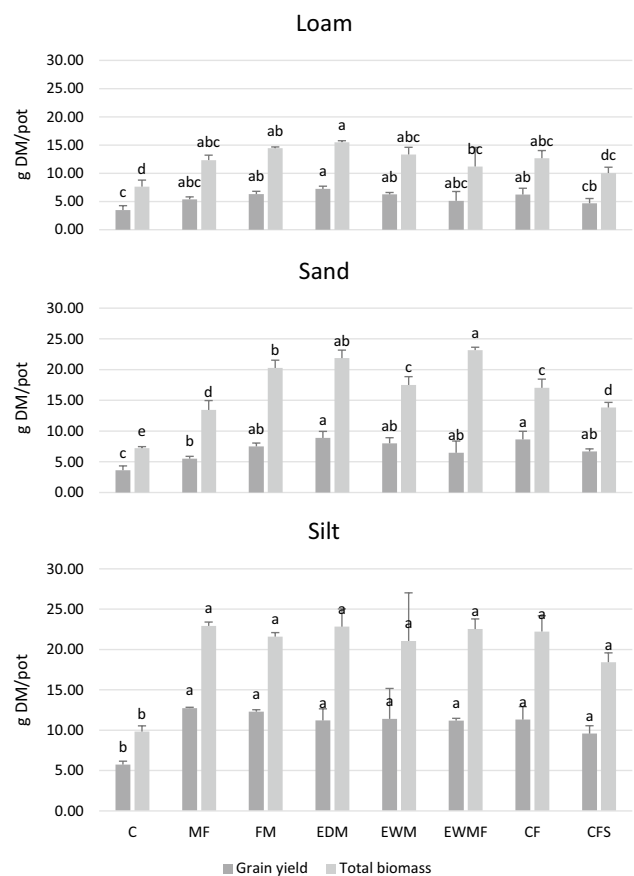 Loam
g DM/pot
30.00
25.00
20.00
15.00
10.00
5.00
0.00
c d abc abc ab ab a a ab abc abc bc ab abc cb dc
Sand
g DM/pot
30.00
25.00
20.00
15.00
10.00
5.00
0.00
c e b d ab b a ab ab c ab a a c ab d
Silt
g DM/pot
30.00
25.00
20.00
15.00
10.00
5.00
0.00
b b a a a a a a a a a a a a a a
C MF FM EDM EWM EWMF CF CFS
Grain yield Total biomass